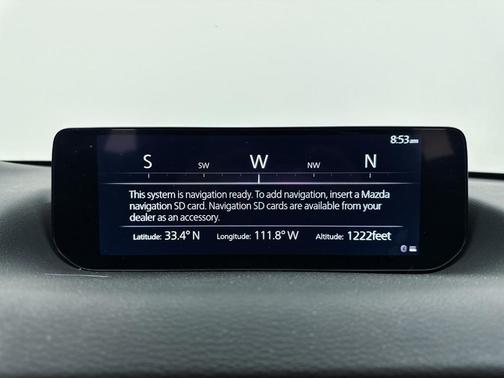 8:53am
S SW W NW N
This system is navigation ready. To add navigation, insert a Mazda
navigation SD card. Navigation SD cards are available from your
dealer as an accessory.
Latitude: 33.4° N Longitude: 111.8° W Altitude: 1222feet